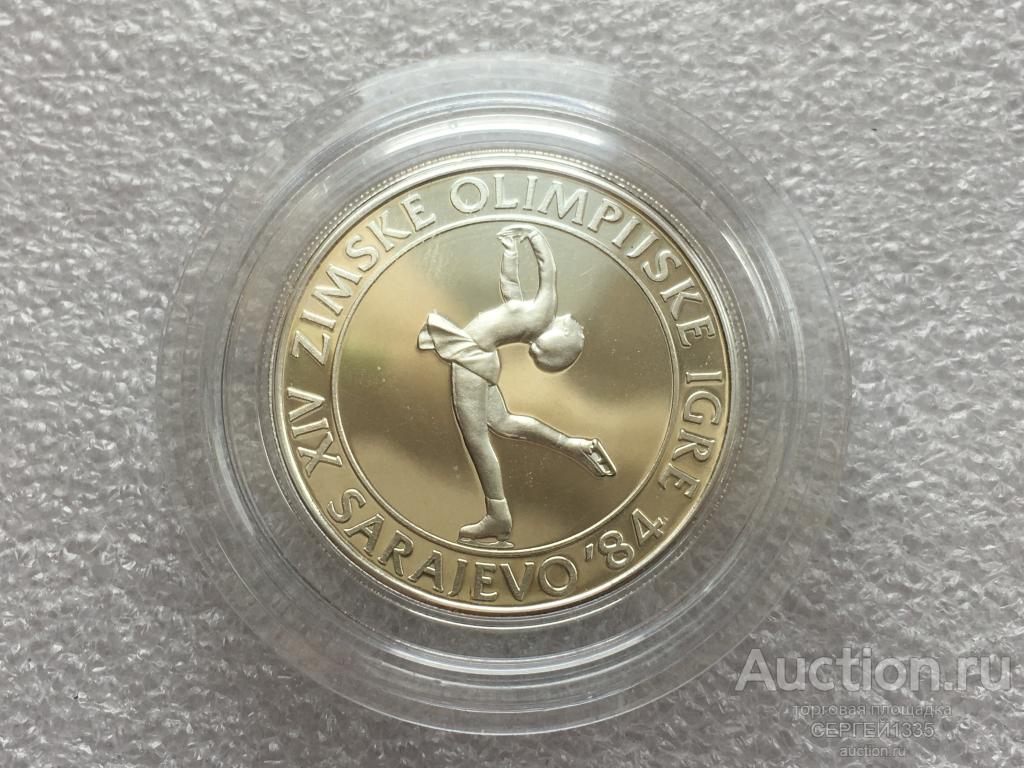 XIV ZIMSKE OLIMPIJSKE IGRE
SARAJEVO '84
Auction.ru
торговая площадка
СЕРГЕЙ1335
auction.ru